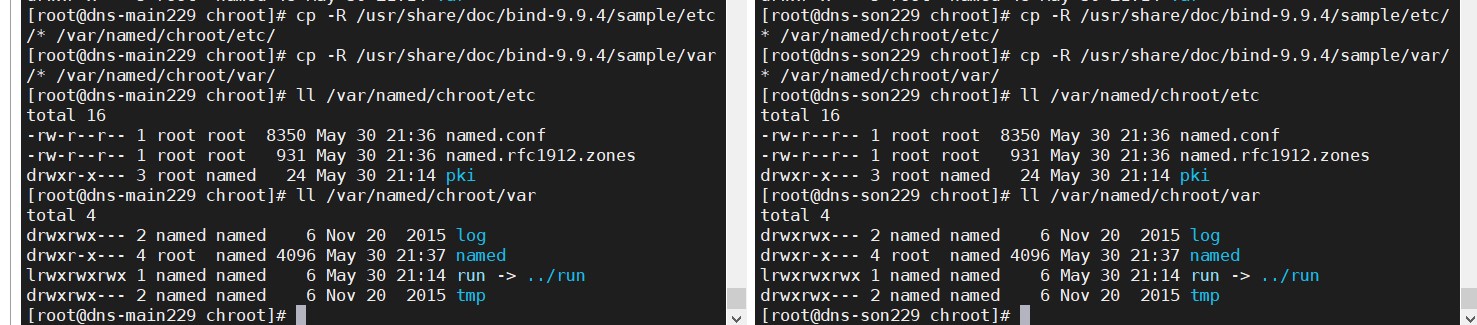 [root@dns-main229 chroot]# cp -R /usr/share/doc/bind-9.9.4/sample/etc
/* /var/named/chroot/etc/
[root@dns-main229 chroot]# cp -R /usr/share/doc/bind-9.9.4/sample/var
/* /var/named/chroot/var/
[root@dns-main229 chroot]# ll /var/named/chroot/etc
total 16
-rw-r--r-- 1 root root  8350 May 30 21:36 named.conf
-rw-r--r-- 1 root root   931 May 30 21:36 named.rfc1912.zones
drwxr-x--- 3 root named   24 May 30 21:14 pki
[root@dns-main229 chroot]# ll /var/named/chroot/var
total 4
drwxrwx--- 2 named named    6 Nov 20  2015 log
drwxr-x--- 4 root  named 4096 May 30 21:37 named
lrwxrwxrwx 1 named named    6 May 30 21:14 run -> ../run
drwxrwx--- 2 named named    6 Nov 20  2015 tmp
[root@dns-main229 chroot]#
[root@dns-son229 chroot]# cp -R /usr/share/doc/bind-9.9.4/sample/etc/
* /var/named/chroot/etc/
[root@dns-son229 chroot]# cp -R /usr/share/doc/bind-9.9.4/sample/var/
* /var/named/chroot/var/
[root@dns-son229 chroot]# ll /var/named/chroot/etc
total 16
-rw-r--r-- 1 root root  8350 May 30 21:36 named.conf
-rw-r--r-- 1 root root   931 May 30 21:36 named.rfc1912.zones
drwxr-x--- 3 root named   24 May 30 21:14 pki
[root@dns-son229 chroot]# ll /var/named/chroot/var
total 4
drwxrwx--- 2 named named    6 Nov 20  2015 log
drwxr-x--- 4 root  named 4096 May 30 21:37 named
lrwxrwxrwx 1 named named    6 May 30 21:14 run -> ../run
drwxrwx--- 2 named named    6 Nov 20  2015 tmp
[root@dns-son229 chroot]#